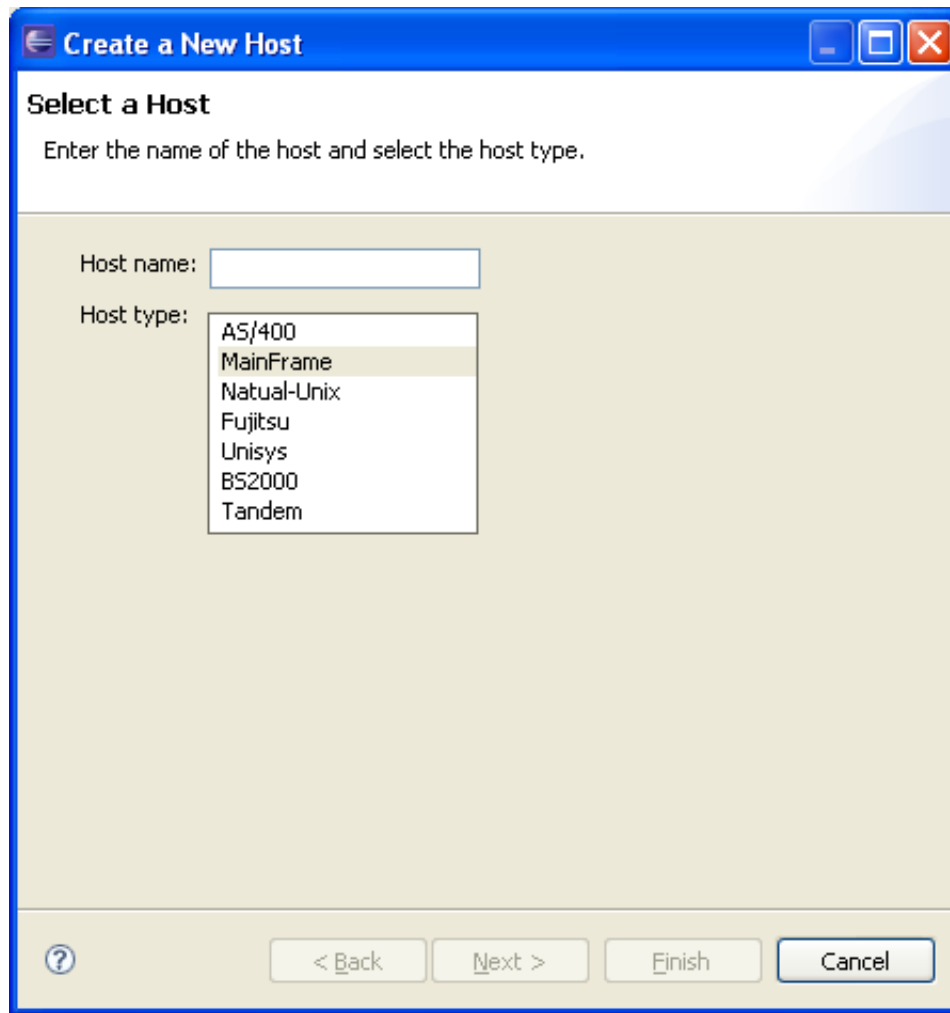 Create a New Host
Select a Host
Enter the name of the host and select the host type.
Host name:
Host type:
AS/400
MainFrame
Natual-Unix
Fujitsu
Unisys
BS2000
Tandem
< Back Next > Finish Cancel